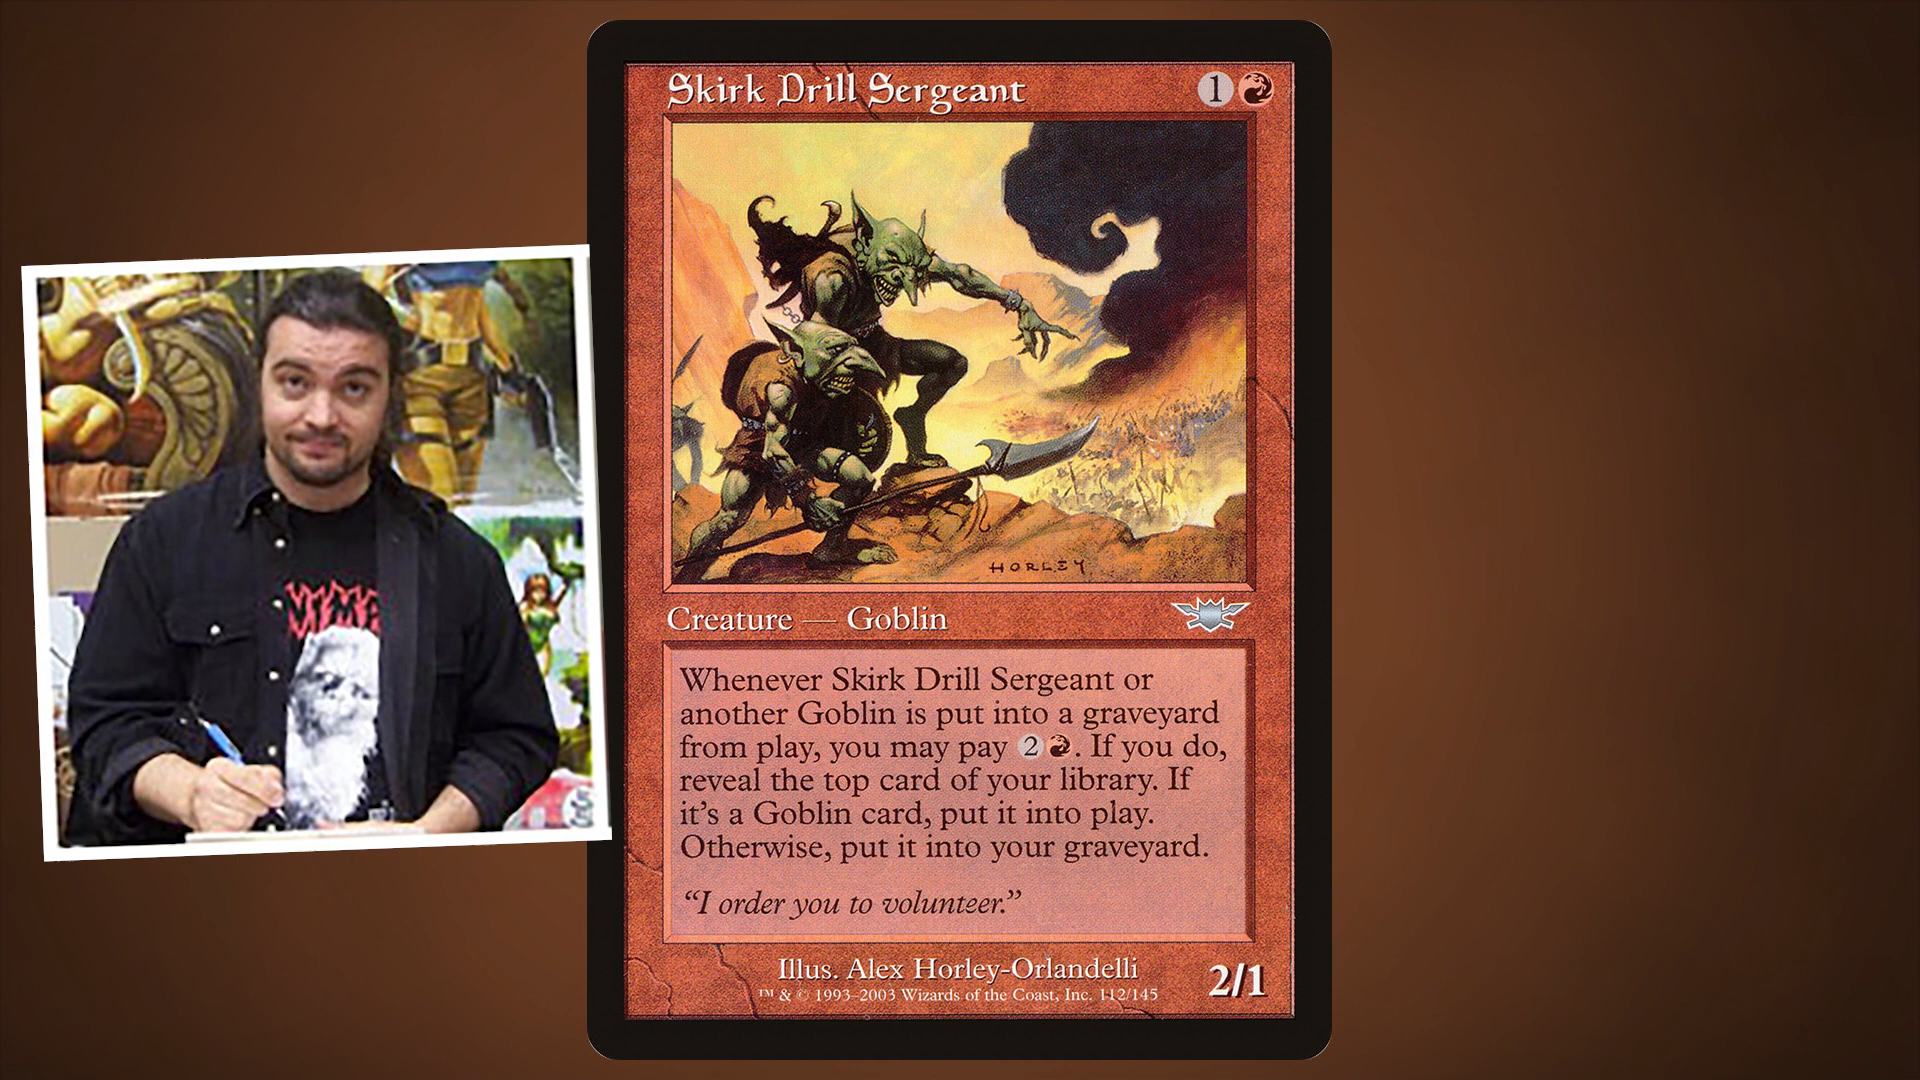 Skirk Drill Sergeant
1
HORLEY
Creature — Goblin
Whenever Skirk Drill Sergeant or
another Goblin is put into a graveyard
from play, you may pay 2 . If you do,
reveal the top card of your library. If
it's a Goblin card, put it into play.
Otherwise, put it into your graveyard.
“I order you to volunteer.”
Illus. Alex Horley-Orlandelli
™ & © 1993–2003 Wizards of the Coast, Inc. 112/145
2/1